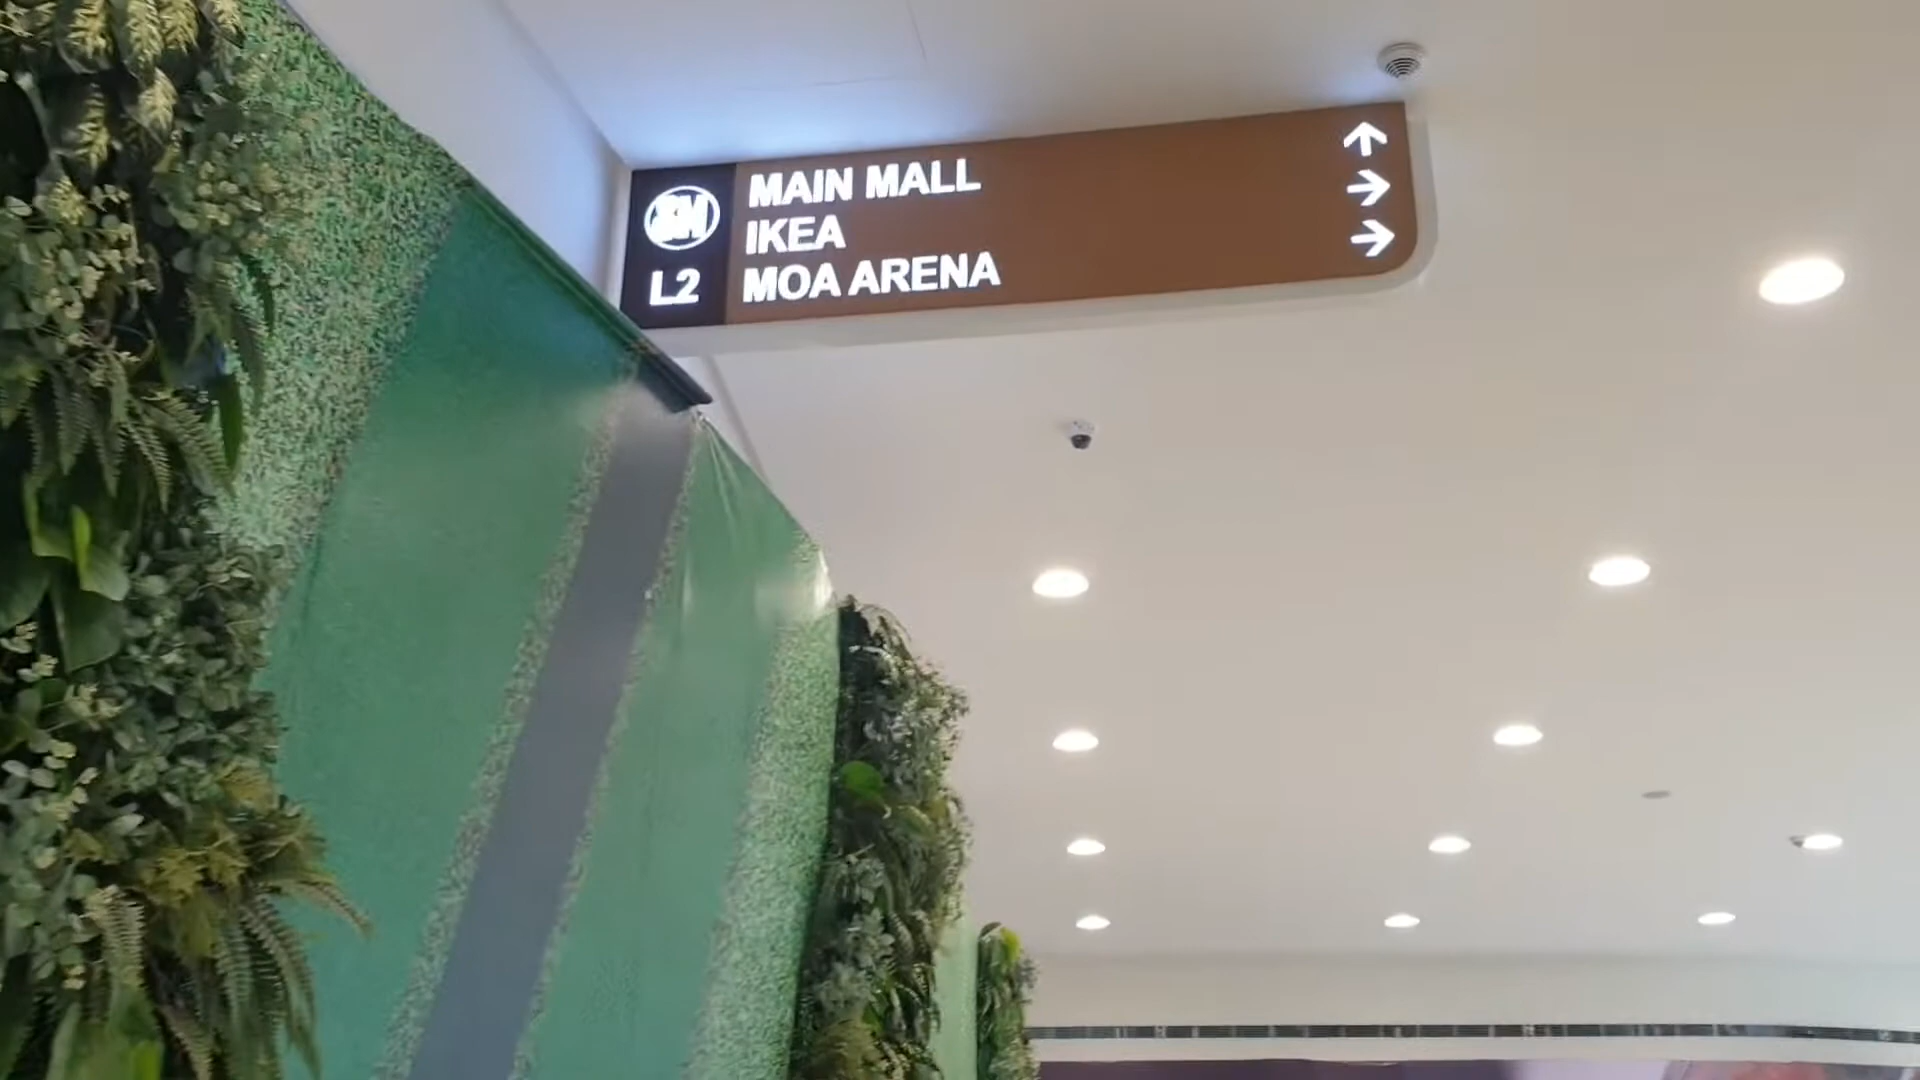 SM
L2
MAIN MALL ↑
IKEA →
MOA ARENA →